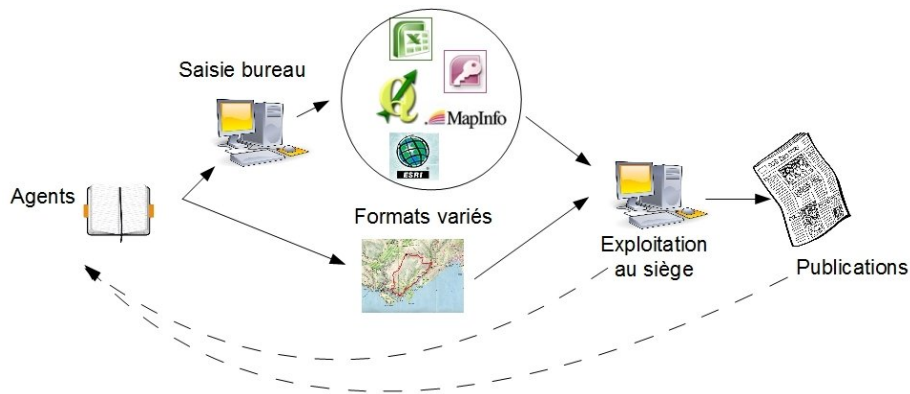 Saisie bureau
MapInfo
ESRI
Agents
Formats variés
Exploitation
au siège
Publications